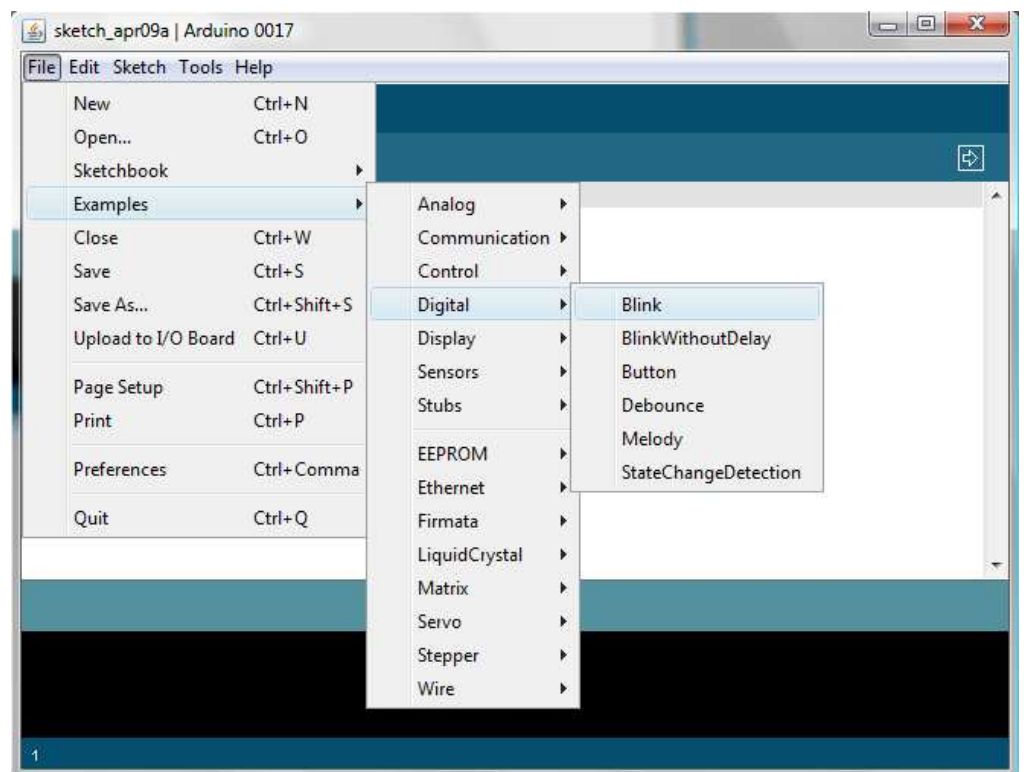 sketch_apr09a | Arduino 0017
File Edit Sketch Tools Help
New Ctrl+N
Open... Ctrl+O
Sketchbook
Examples
Close Ctrl+W
Save Ctrl+S
Save As... Ctrl+Shift+S
Upload to I/O Board Ctrl+U
Page Setup Ctrl+Shift+P
Print Ctrl+P
Preferences Ctrl+Comma
Quit Ctrl+Q
Analog
Communication
Control
Digital
Display
Sensors
Stubs
EEPROM
Ethernet
Firmata
LiquidCrystal
Matrix
Servo
Stepper
Wire
Blink
BlinkWithoutDelay
Button
Debounce
Melody
StateChangeDetection
1